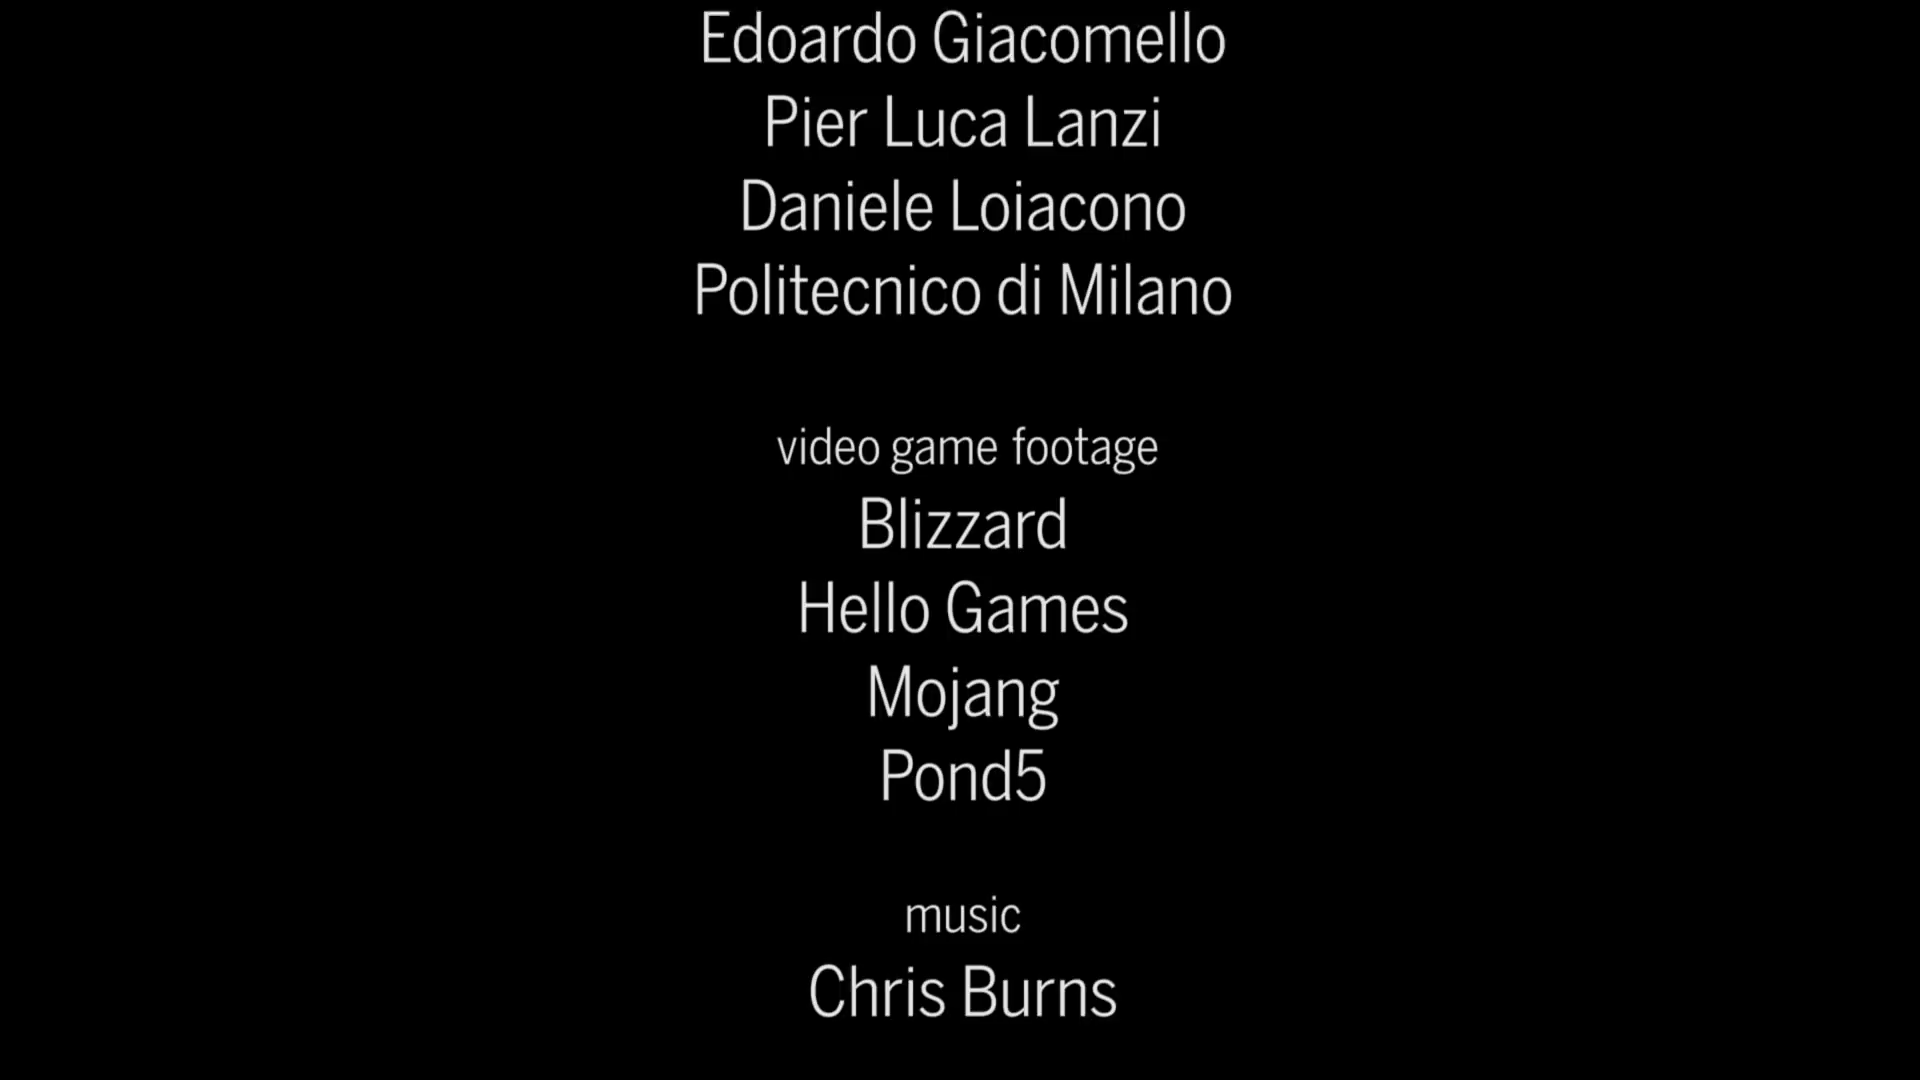 Edoardo Giacomello
Pier Luca Lanzi
Daniele Loiacono
Politecnico di Milano
video game footage
Blizzard
Hello Games
Mojang
Pond5
music
Chris Burns